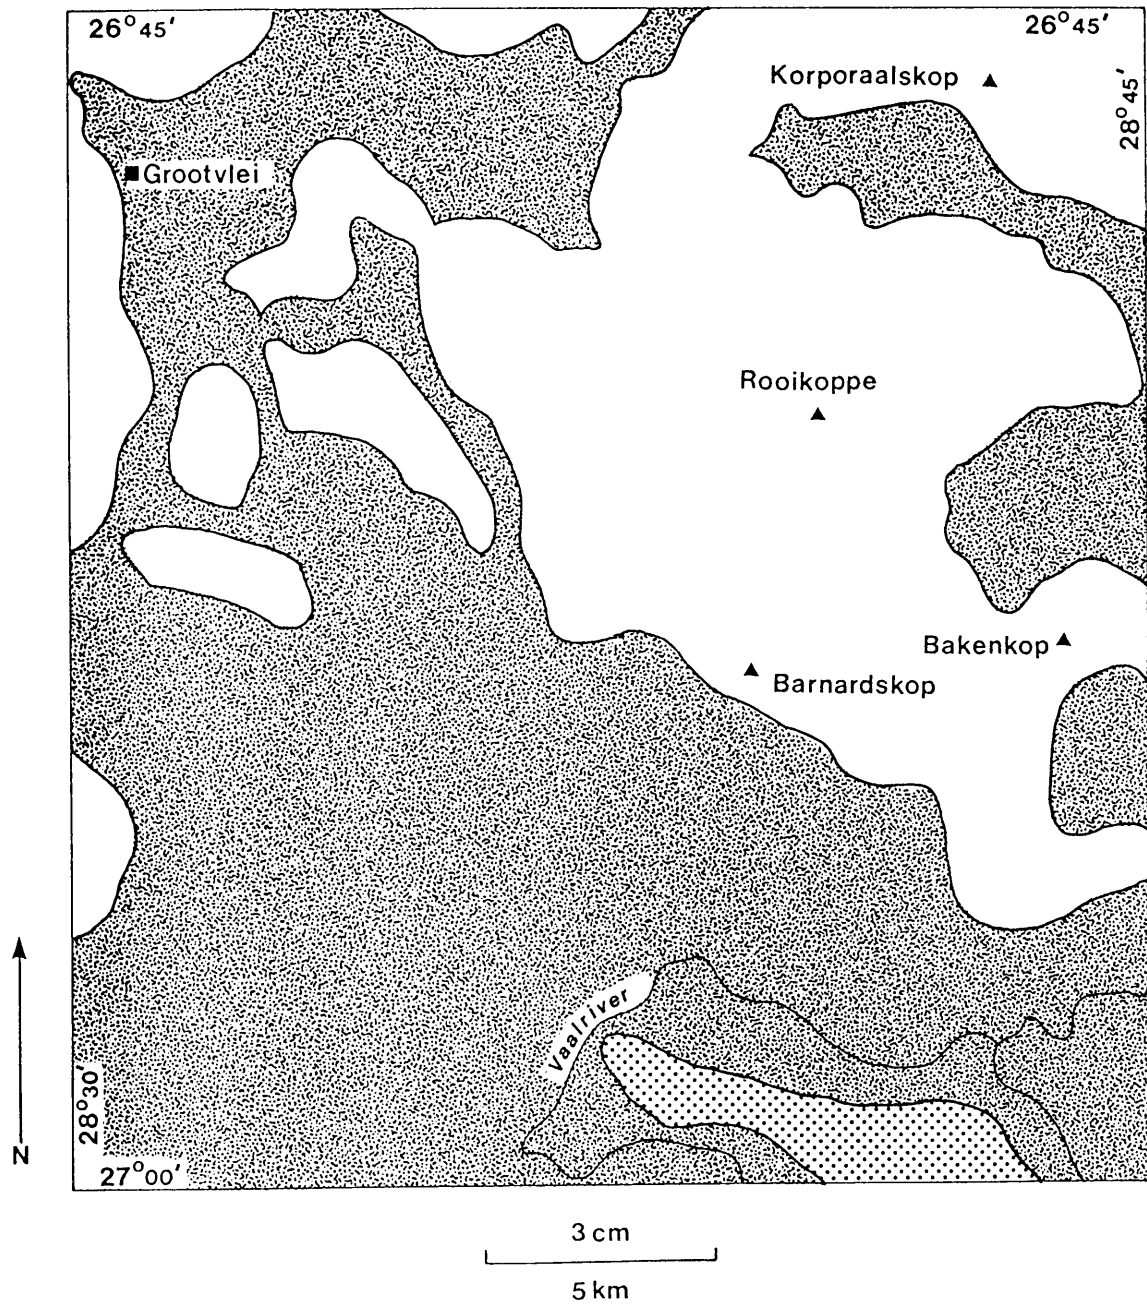 26°45′
26°45′
Korporaalskop
28°45′
Grootvlei
Rooikoppe
Bakenkop
Barnardskop
Vaalriver
28°30′
N
27°00′
3 cm
5 km